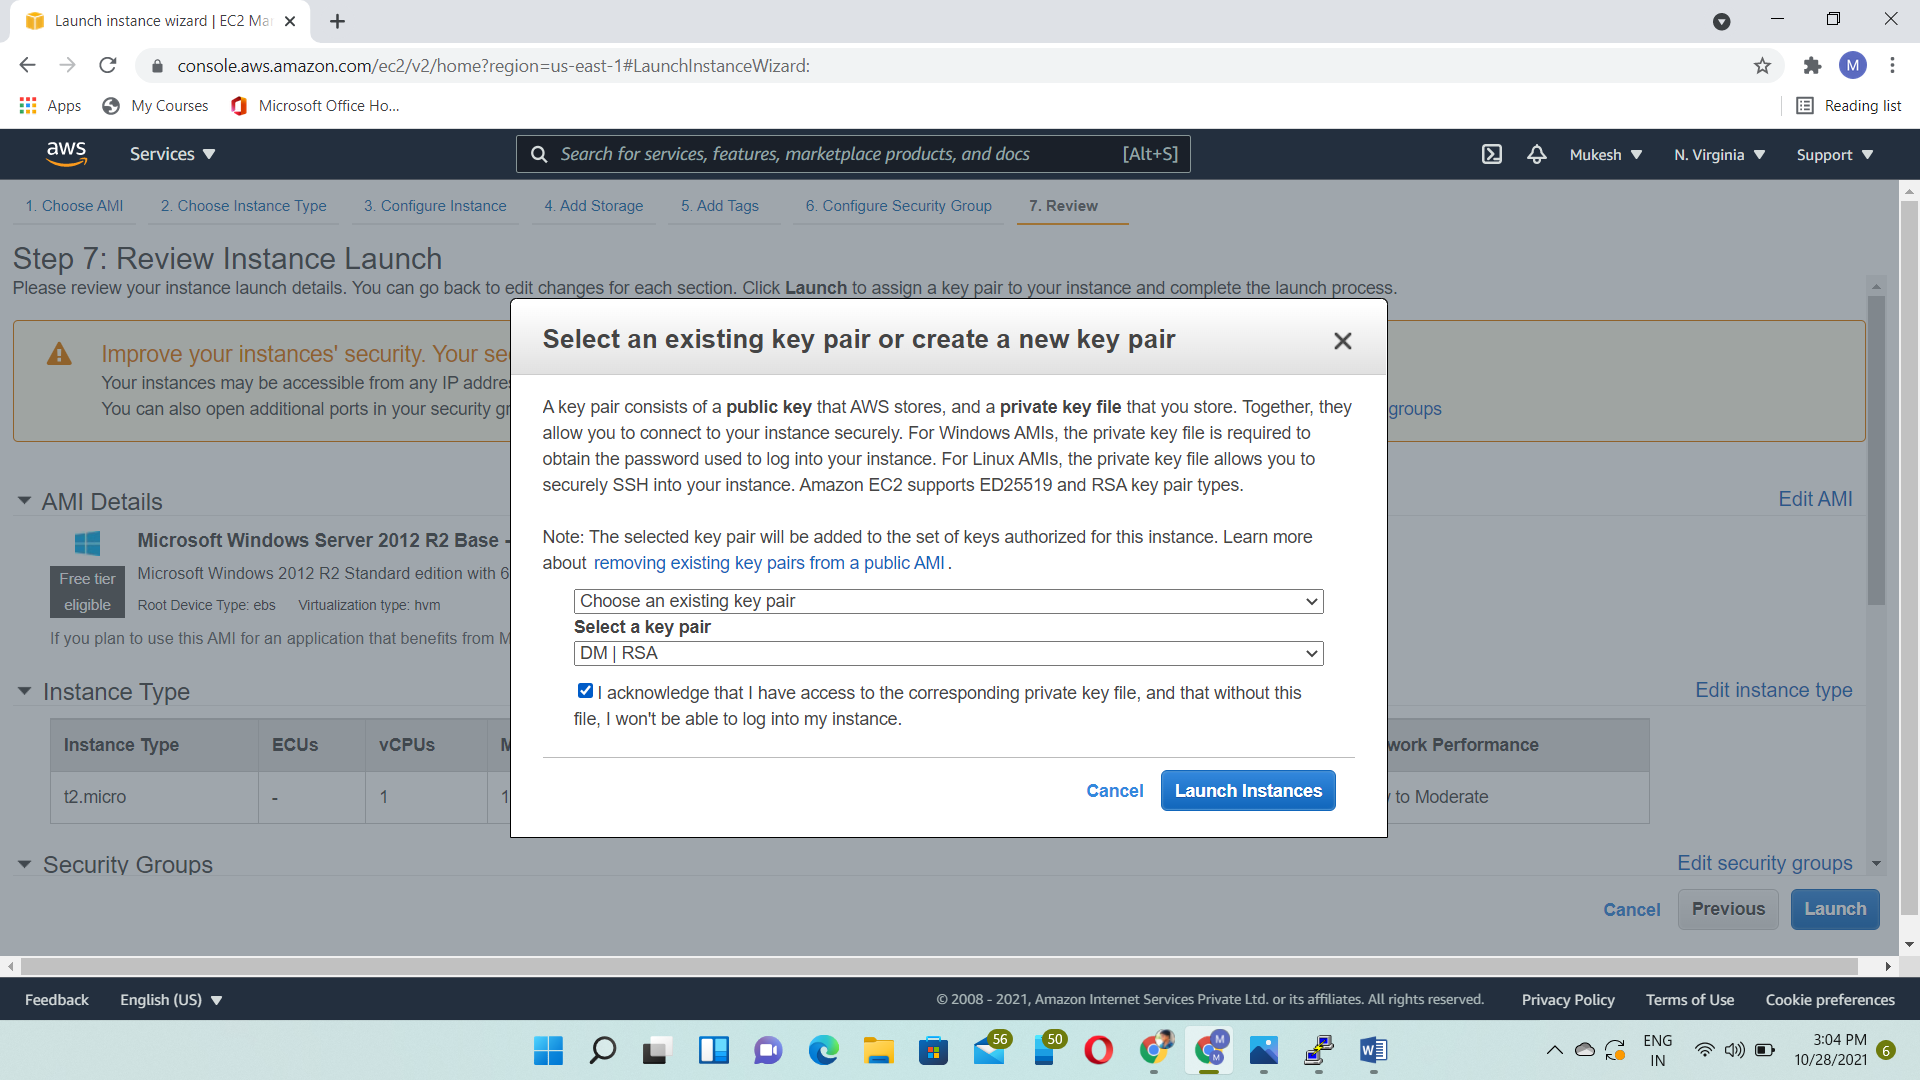 Launch instance wizard | EC2 Mar
console.aws.amazon.com/ec2/v2/home?region=us-east-1#LaunchInstanceWizard:
M
Apps
My Courses
Microsoft Office Ho...
Reading list
aws
Services
Search for services, features, marketplace products, and docs
[Alt+S]
Mukesh
N. Virginia
Support
1. Choose AMI
2. Choose Instance Type
3. Configure Instance
4. Add Storage
5. Add Tags
6. Configure Security Group
7. Review
Step 7: Review Instance Launch
Please review your instance launch details. You can go back to edit changes for each section. Click Launch to assign a key pair to your instance and complete the launch process.
Improve your instances' security. Your se
Your instances may be accessible from any IP addre
You can also open additional ports in your security gr
groups
Select an existing key pair or create a new key pair
A key pair consists of a public key that AWS stores, and a private key file that you store. Together, they
allow you to connect to your instance securely. For Windows AMIs, the private key file is required to
obtain the password used to log into your instance. For Linux AMIs, the private key file allows you to
securely SSH into your instance. Amazon EC2 supports ED25519 and RSA key pair types.
Note: The selected key pair will be added to the set of keys authorized for this instance. Learn more
about removing existing key pairs from a public AMI.
Choose an existing key pair
Select a key pair
DM | RSA
I acknowledge that I have access to the corresponding private key file, and that without this
file, I won't be able to log into my instance.
Cancel
Launch Instances
AMI Details
Edit AMI
Microsoft Windows Server 2012 R2 Base -
Free tier
eligible
Microsoft Windows 2012 R2 Standard edition with 6
Root Device Type: ebs
Virtualization type: hvm
If you plan to use this AMI for an application that benefits from M
Instance Type
Edit instance type
Instance Type
ECUs
vCPUs
M
work Performance
t2.micro
-
1
1
to Moderate
Security Groups
Edit security groups
Cancel
Previous
Launch
Feedback
English (US)
© 2008 - 2021, Amazon Internet Services Private Ltd. or its affiliates. All rights reserved.
Privacy Policy
Terms of Use
Cookie preferences
56
50
M
M
ENG
IN
3:04 PM
10/28/2021
6